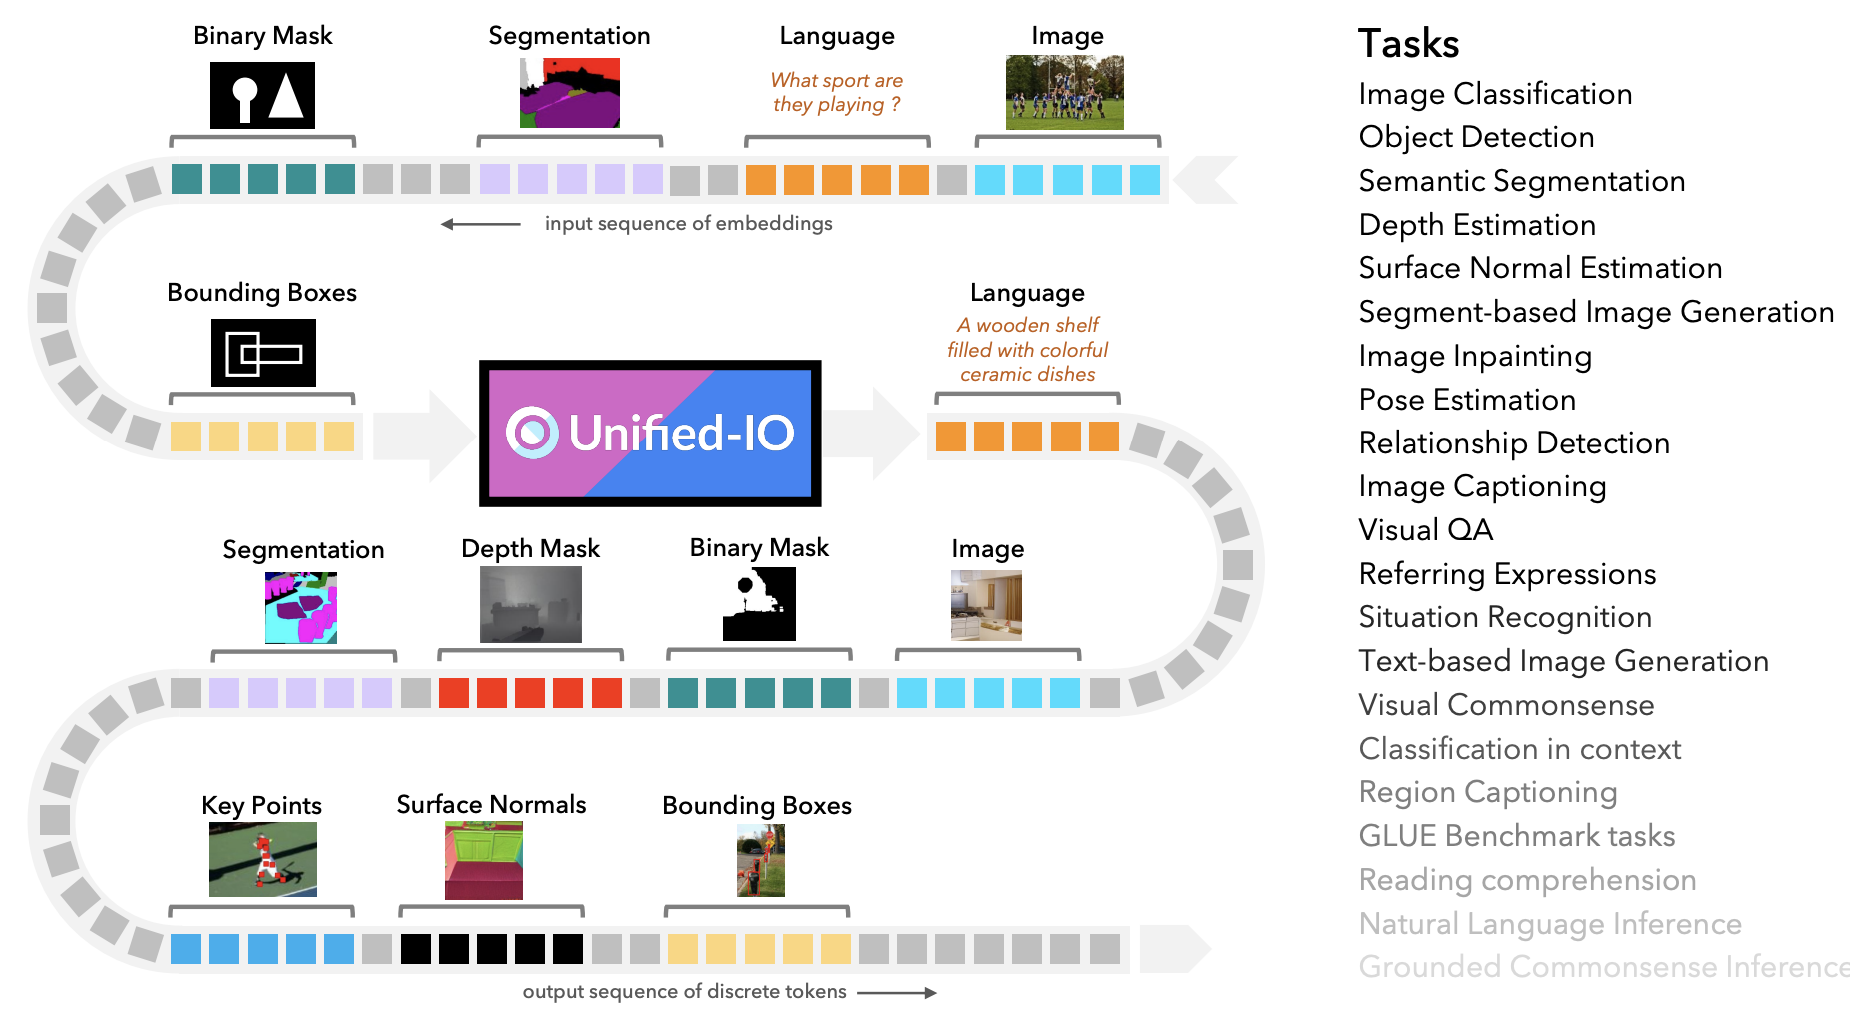 Binary Mask
Segmentation
Language
Image
What sport are
they playing ?
input sequence of embeddings
Bounding Boxes
Unified-IO
Language
A wooden shelf
filled with colorful
ceramic dishes
Segmentation
Depth Mask
Binary Mask
Image
Key Points
Surface Normals
Bounding Boxes
output sequence of discrete tokens
Tasks
Image Classification
Object Detection
Semantic Segmentation
Depth Estimation
Surface Normal Estimation
Segment-based Image Generation
Image Inpainting
Pose Estimation
Relationship Detection
Image Captioning
Visual QA
Referring Expressions
Situation Recognition
Text-based Image Generation
Visual Commonsense
Classification in context
Region Captioning
GLUE Benchmark tasks
Reading comprehension
Natural Language Inference
Grounded Commonsense Inference